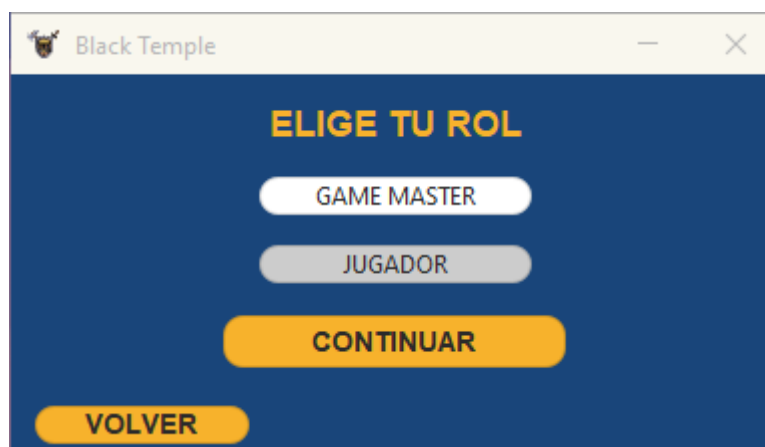 Black Temple
ELIGE TU ROL
GAME MASTER
JUGADOR
CONTINUAR
VOLVER